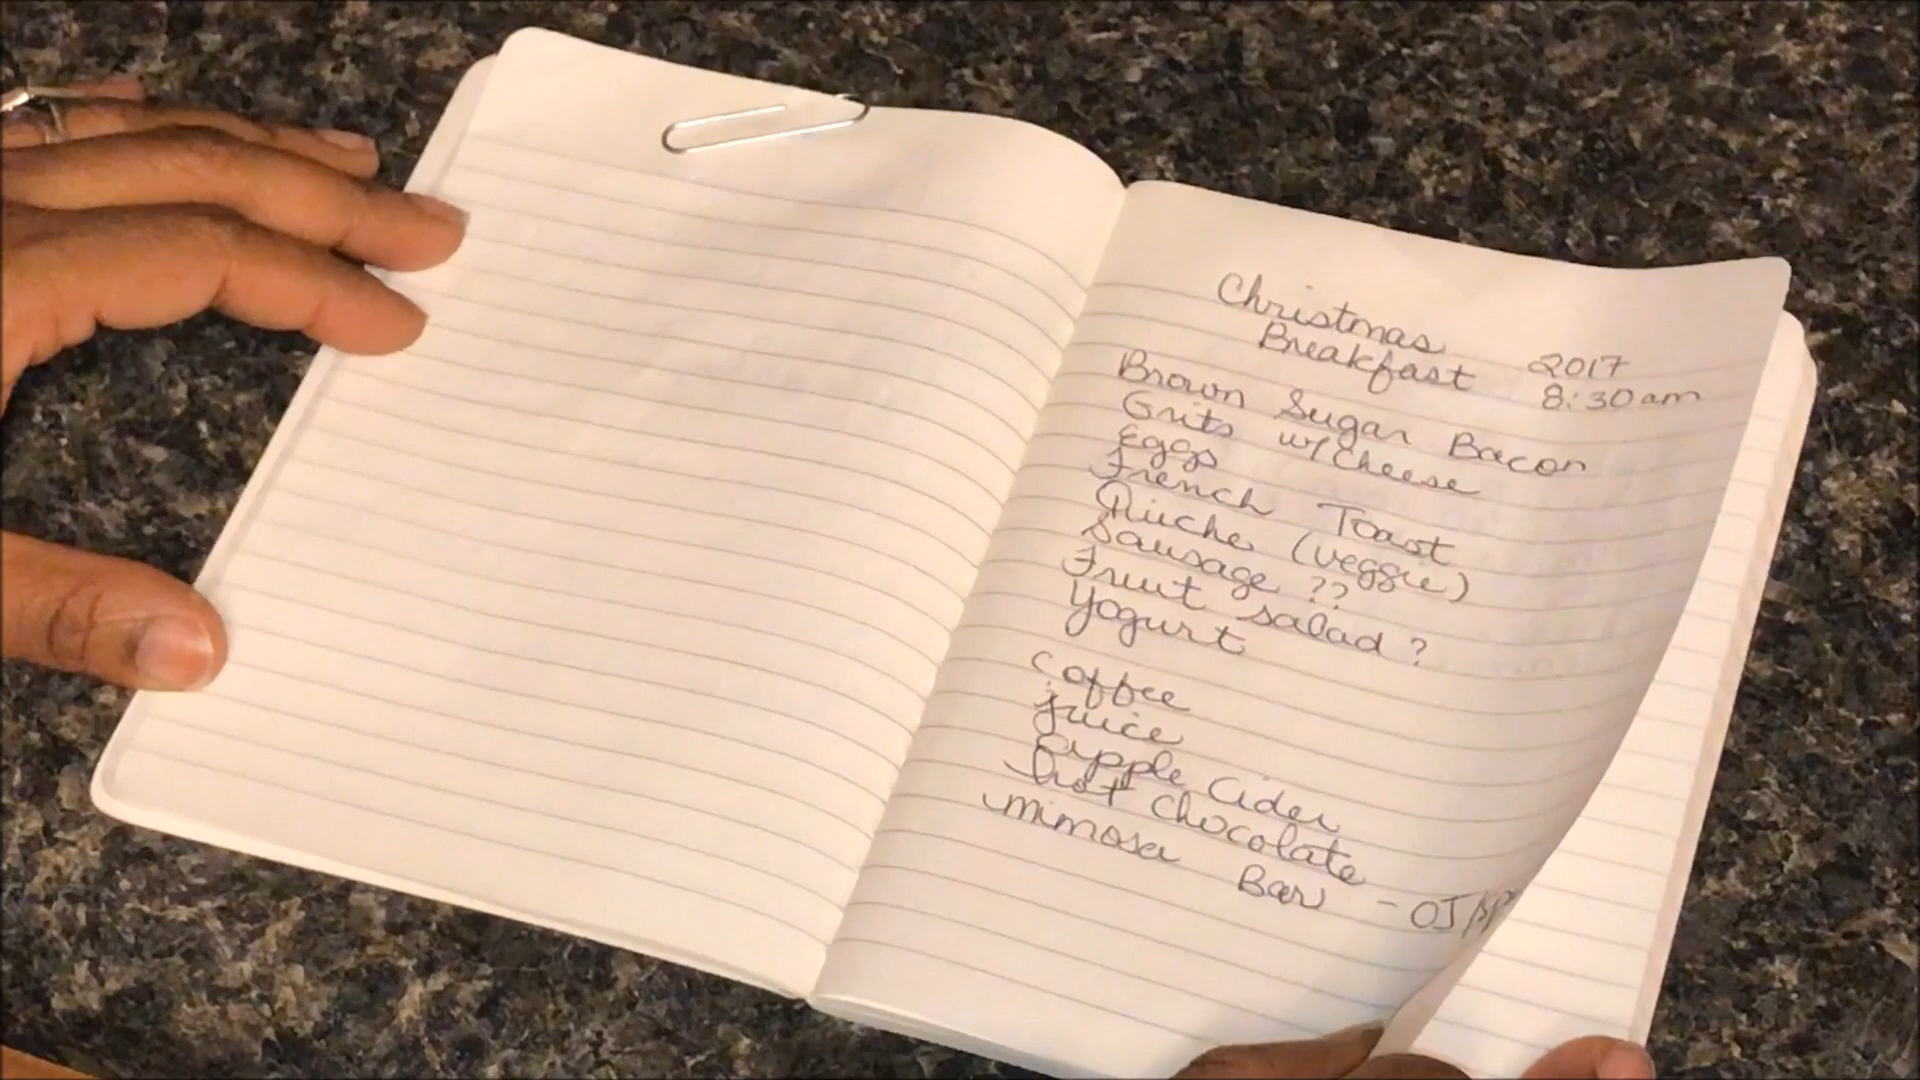 Christmas
Breakfast 2017
8:30am
Brown Sugar Bacon
Grits w/Cheese
Eggs
French Toast
Quiche (veggie)
Sausage ??
Fruit salad ?
Yogurt
Coffee
juice
Apple Cider
hot chocolate
mimosa Bar - OJ/